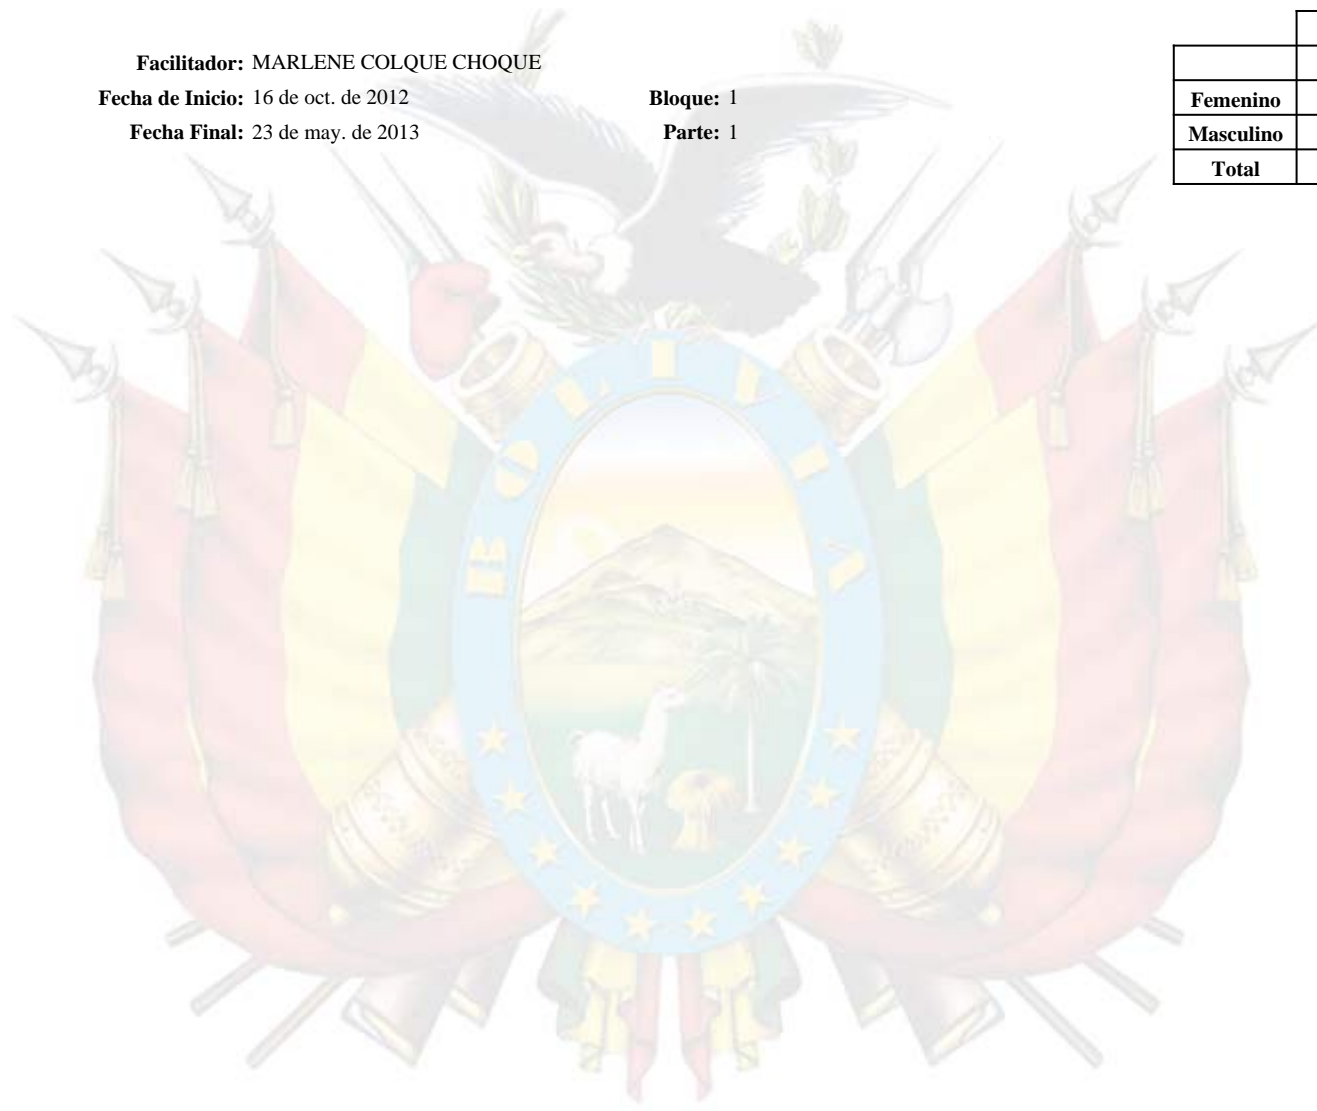 Facilitador: MARLENE COLQUE CHOQUE
Fecha de Inicio: 16 de oct. de 2012 Bloque: 1
Fecha Final: 23 de may. de 2013 Parte: 1
Femenino
Masculino
Total
BOLIVIA